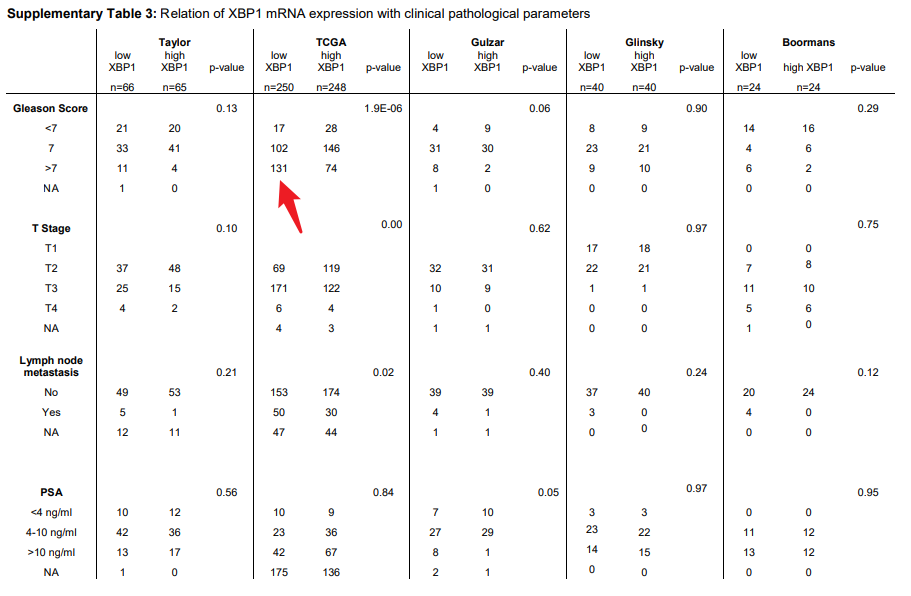 Supplementary Table 3: Relation of XBP1 mRNA expression with clinical pathological parameters
Taylor TCGA Gulzar Glinsky Boormans
low XBP1 high XBP1 p-value low XBP1 high XBP1 p-value low XBP1 high XBP1 p-value low XBP1 high XBP1 p-value low XBP1 high XBP1 p-value
n=66 n=65 n=250 n=248 n=40 n=40 n=24 n=24
Gleason Score 0.13 1.9E-06 0.06 0.90 0.29
<7 21 20 17 28 4 9 8 9 14 16
7 33 41 102 146 31 30 23 21 4 6
>7 11 4 131 74 8 2 9 10 6 2
NA 1 0 1 0 0 0 0 0
T Stage 0.10 0.00 0.62 0.97 0.75
T1 17 18 0 0
T2 37 48 69 119 32 31 22 21 7 8
T3 25 15 171 122 10 9 1 1 11 10
T4 4 2 6 4 1 0 0 0 5 6
NA 4 3 1 1 0 0 1 0
Lymph node
metastasis 0.21 0.02 0.40 0.24 0.12
No 49 53 153 174 39 39 37 40 20 24
Yes 5 1 50 30 4 1 3 0 4 0
NA 12 11 47 44 1 1 0 0 0 0
PSA 0.56 0.84 0.05 0.97 0.95
<4 ng/ml 10 12 10 9 7 10 3 3 0 0
4-10 ng/ml 42 36 23 36 27 29 23 22 11 12
>10 ng/ml 13 17 42 67 8 1 14 15 13 12
NA 1 0 175 136 2 1 0 0 0 0